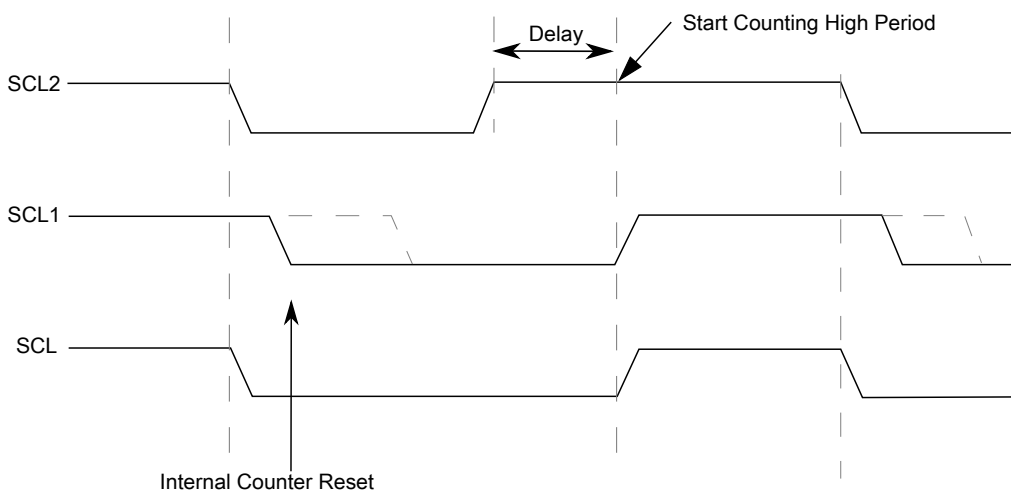 Start Counting High Period
Delay
SCL2
SCL1
SCL
Internal Counter Reset